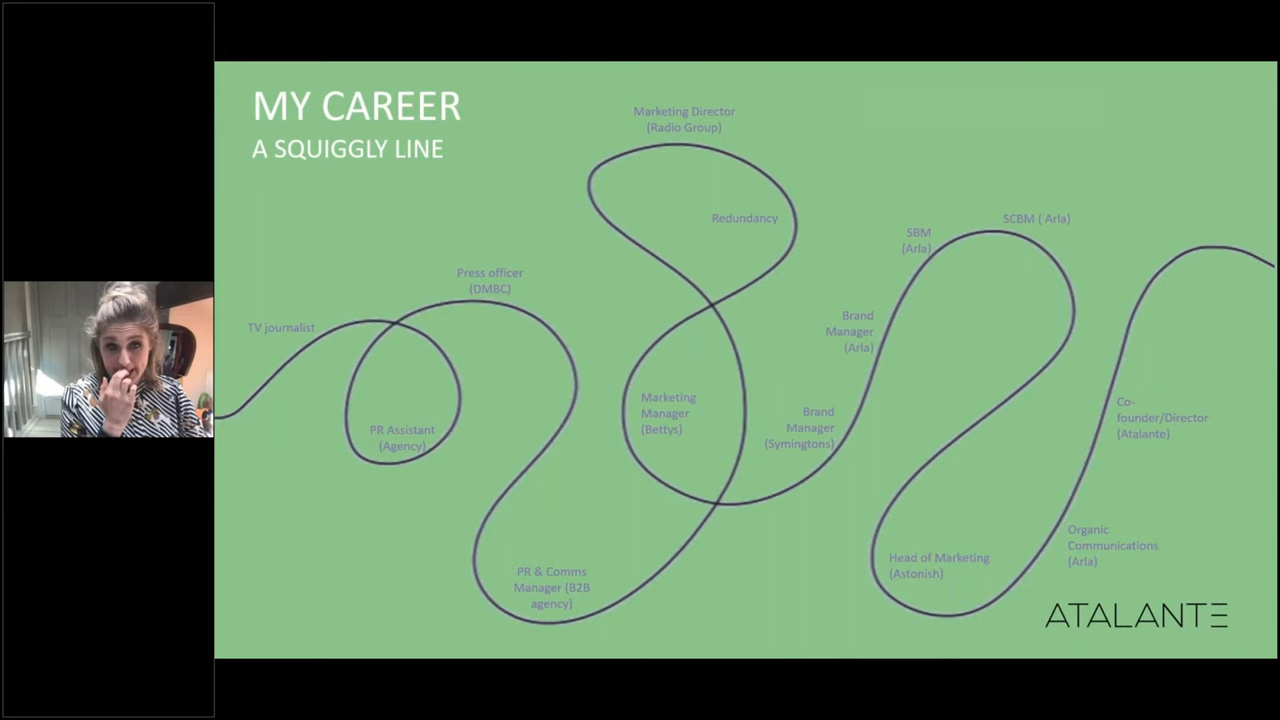 MY CAREER
A SQUIGGLY LINE
TV journalist
PR Assistant
(Agency)
Press officer
(DMBC)
PR & Comms
Manager (B2B
agency)
Marketing Director
(Radio Group)
Redundancy
Marketing
Manager
(Bettys)
Brand
Manager
(Symingtons)
Brand
Manager
(Arla)
SBM
(Arla)
SCBM ( Arla)
Head of Marketing
(Astonish)
Organic
Communications
(Arla)
Co-
founder/Director
(Atalante)
ATALANTE